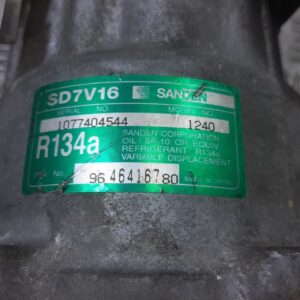 SD7V16 SANDEN
SERIAL NO. MODEL NO.
1077404544 1240
R134a SANDEN CORPORATION
OIL: SP.10 OR EQUIV.
REFRIGERANT R134a
VARIABLE DISPLACEMENT
No. 96 464167 80